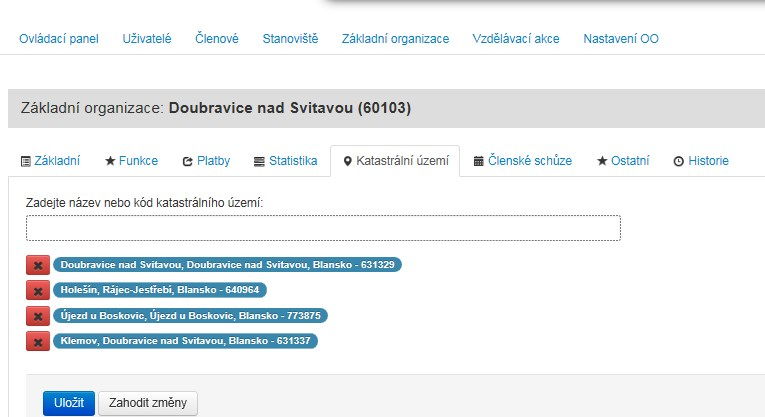 Ovládací panel Uživatelé Členové Stanoviště Základní organizace Vzdělávací akce Nastavení OO
Základní organizace: Doubravice nad Svitavou (60103)
Základní Funkce Platby Statistika Katastrální území Členské schůze Ostatní Historie
Zadejte název nebo kód katastrálního území:
Doubravice nad Svitavou, Doubravice nad Svitavou, Blansko - 631329
Holešín, Rájec-Jestřebí, Blansko - 640964
Újezd u Boskovic, Újezd u Boskovic, Blansko - 773875
Klemov, Doubravice nad Svitavou, Blansko - 631337
Uložit Zahodit změny